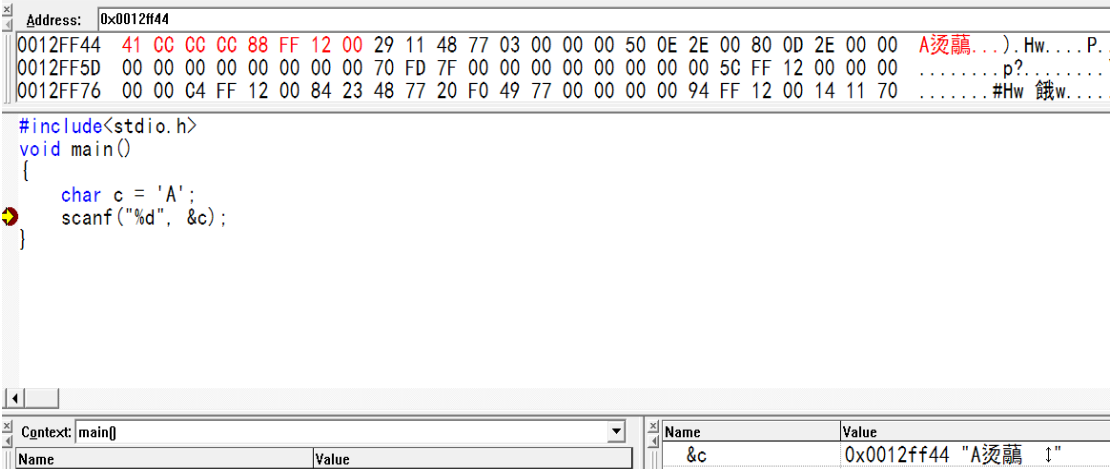 Address: 0x0012ff44
0012FF44 41 CC CC CC 88 FF 12 00 29 11 48 77 03 00 00 00 50 0E 2E 00 80 0D 2E 00 00 A烫蘤...).Hw....P.
0012FF5D 00 00 00 00 00 00 00 00 70 FD 7F 00 00 00 00 00 00 00 00 00 5C FF 12 00 00 00 ........p?........
0012FF76 00 00 C4 FF 12 00 84 23 48 77 20 F0 49 77 00 00 00 00 94 FF 12 00 14 11 70 .......#Hw 餓w....
#include<stdio.h>
void main()
{
char c = 'A';
scanf("%d", &c);
}
Context: main()
Name Value
Name Value
&c 0x0012ff44 "A烫蘤 ↕"